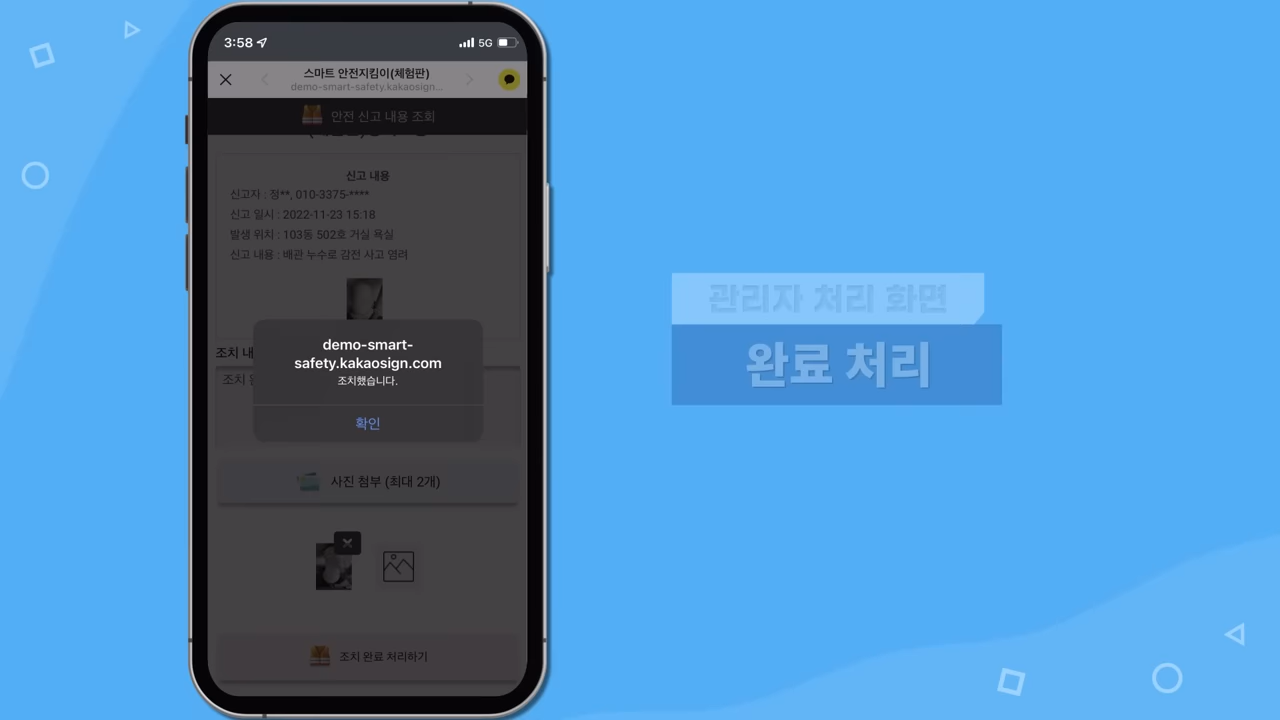 3:58
5G
스마트 안전지킴이(체험판)
demo-smart-safety.kakaosign...
안전 신고 내용 조회
신고 내용
신고자 : 정**, 010-3375-****
신고 일시 : 2022-11-23 15:18
발생 위치 : 103동 502호 거실 욕실
신고 내용 : 배관 누수로 감전 사고 염려
demo-smart-
safety.kakaosign.com
조치했습니다.
확인
조치 내
조치
사진 첨부 (최대 2개)
조치 완료 처리하기
관리자 처리 화면
완료 처리